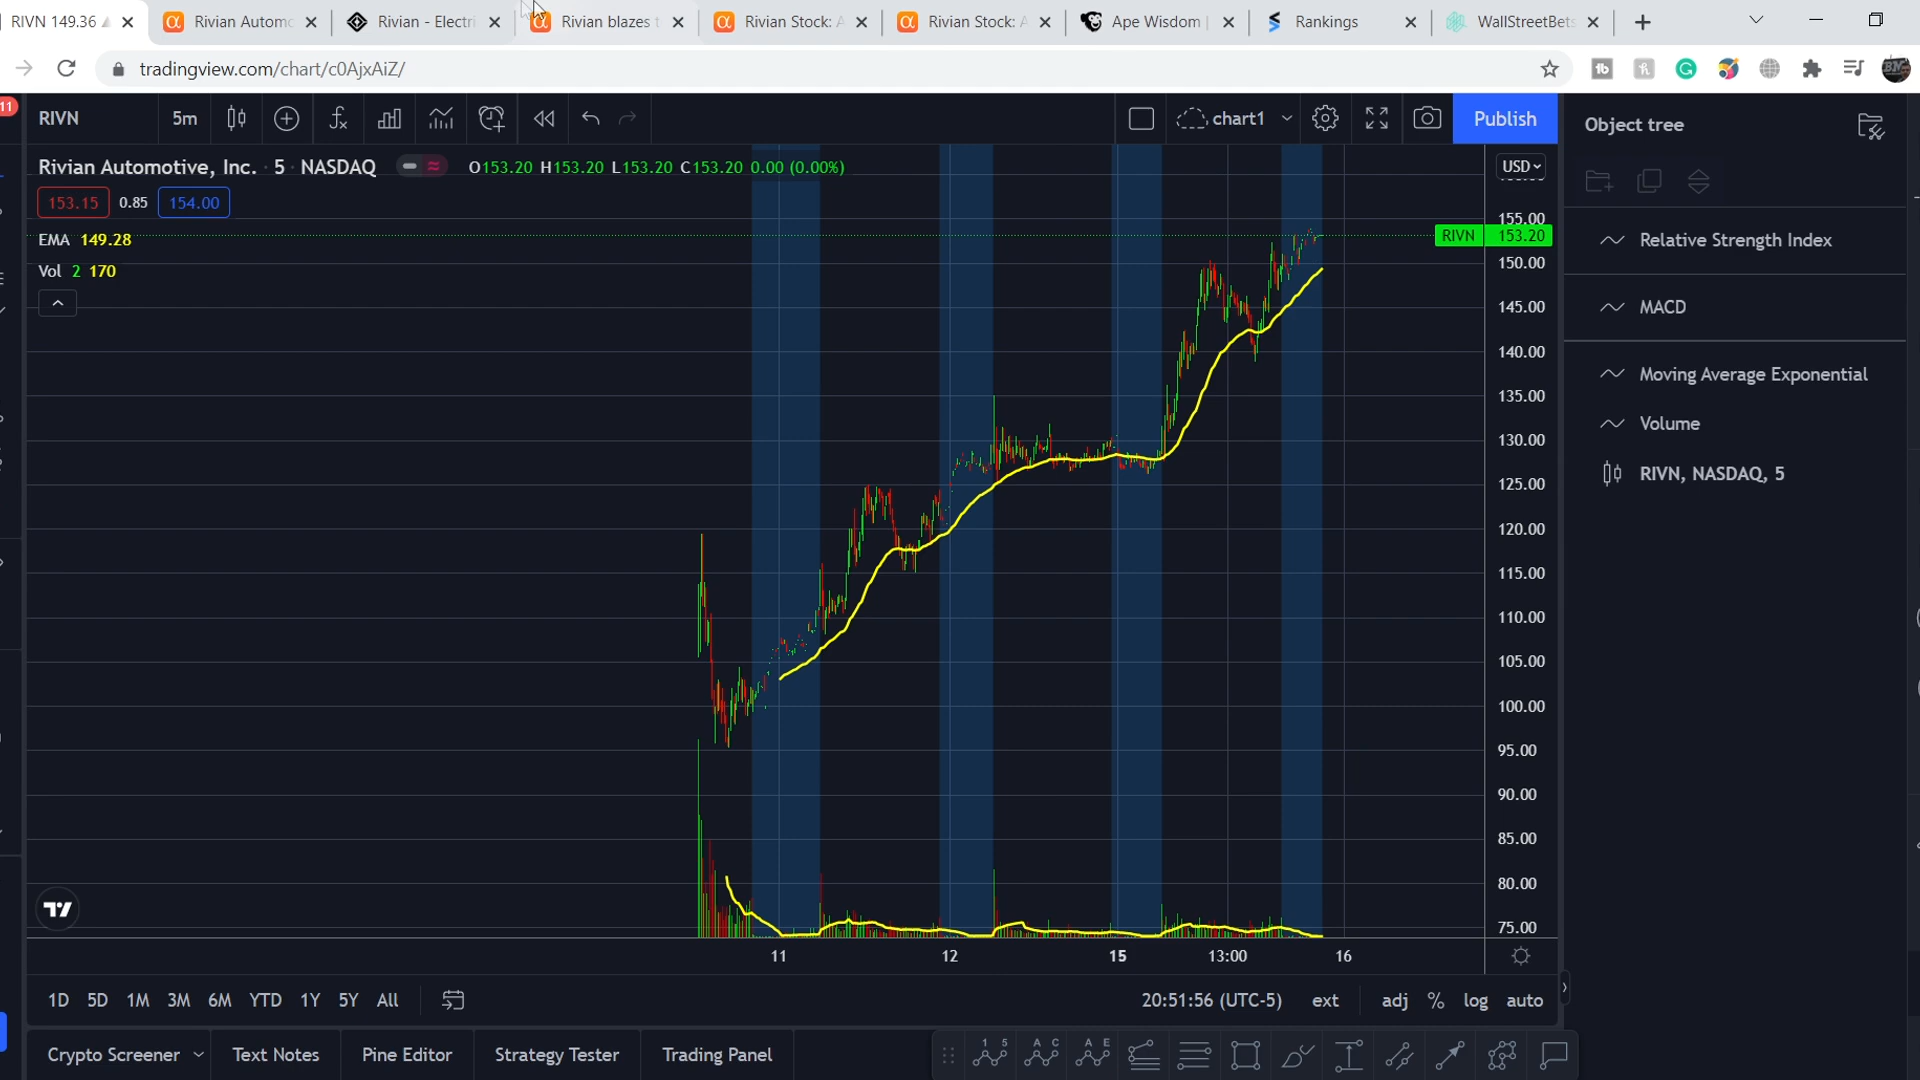 RIVN 149.36
Rivian Automo
Rivian - Electri
Rivian blazes t
Rivian Stock: A
Rivian Stock: A
Ape Wisdom |
Rankings
WallStreetBets
tradingview.com/chart/c0AjxAiZ/
11
RIVN
5m
chart1
Publish
Object tree
Rivian Automotive, Inc. · 5 · NASDAQ
O153.20 H153.20 L153.20 C153.20 0.00 (0.00%)
USD
153.15
0.85
154.00
EMA 149.28
Vol 2 170
155.00
RIVN 153.20
150.00
145.00
140.00
135.00
130.00
125.00
120.00
115.00
110.00
105.00
100.00
95.00
90.00
85.00
80.00
75.00
Relative Strength Index
MACD
Moving Average Exponential
Volume
RIVN, NASDAQ, 5
11
12
15
13:00
16
1D 5D 1M 3M 6M YTD 1Y 5Y All
20:51:56 (UTC-5)
ext
adj % log auto
Crypto Screener
Text Notes
Pine Editor
Strategy Tester
Trading Panel
1 5
A C
A E